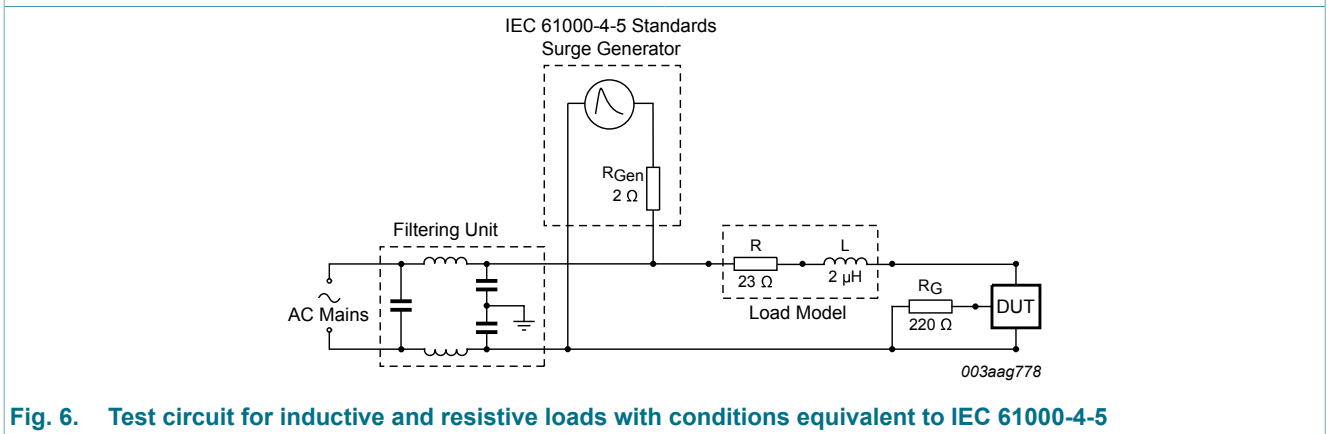 IEC 61000-4-5 Standards
Surge Generator
RGen
2 Ω
Filtering Unit
R
L
23 Ω
2 μH
RG
AC Mains
Load Model
220 Ω
DUT
003aag778
Fig. 6. Test circuit for inductive and resistive loads with conditions equivalent to IEC 61000-4-5